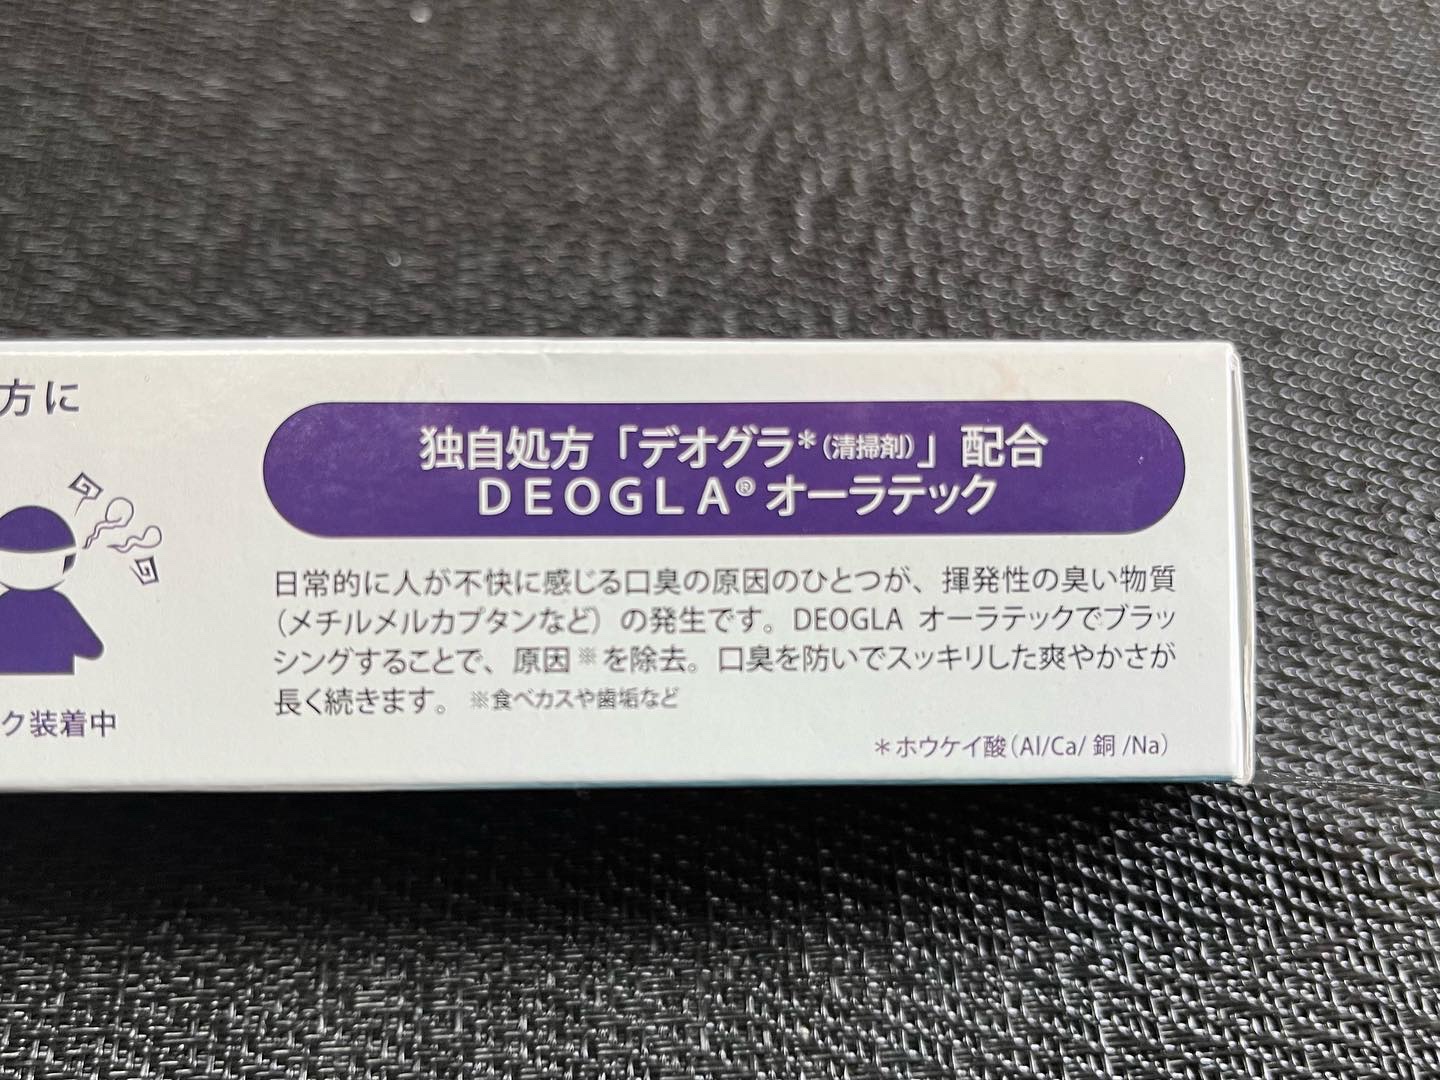 方に
ク装着中
独自処方「デオグラ*(清掃剤)」配合
DEOGLA®オーラテック
日常的に人が不快に感じる口臭の原因のひとつが、揮発性の臭い物質
(メチルメルカプタンなど)の発生です。DEOGLA オーラテックでブラッ
シングすることで、原因※を除去。口臭を防いでスッキリした爽やかさが
長く続きます。 ※食べカスや歯垢など
*ホウケイ酸(Al/Ca/ 銅 /Na)